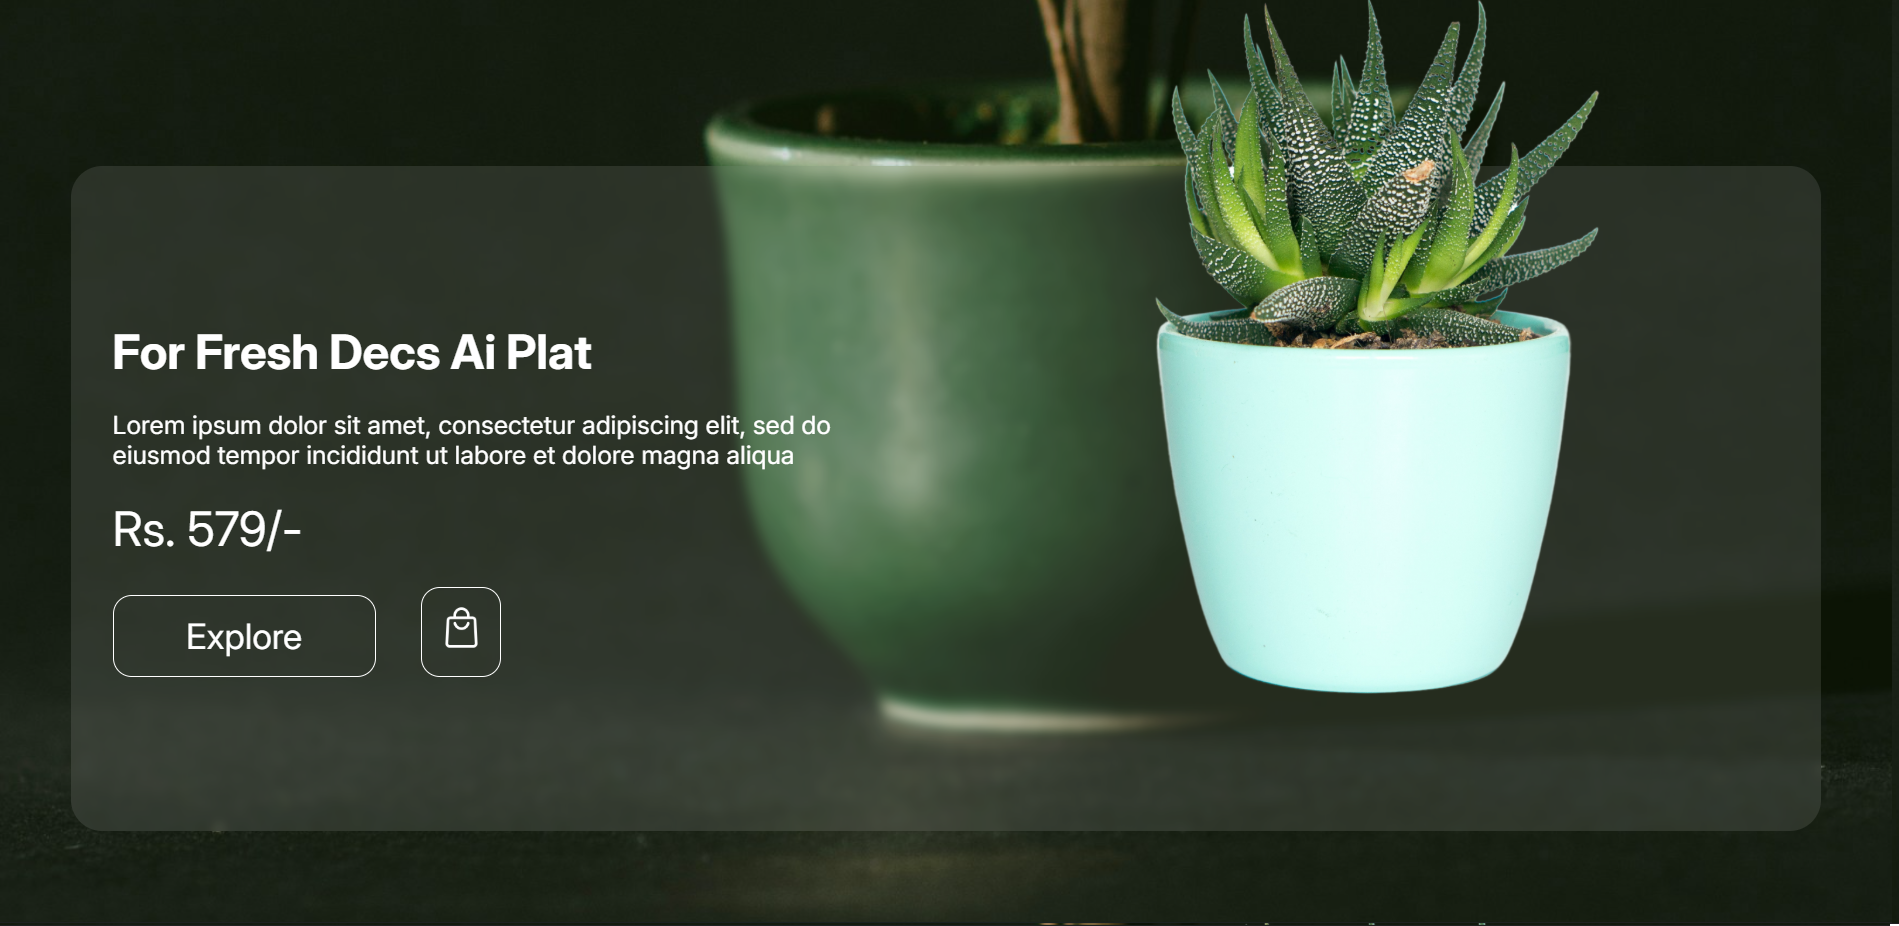 For Fresh Decs Ai Plat
Lorem ipsum dolor sit amet, consectetur adipiscing elit, sed do
eiusmod tempor incididunt ut labore et dolore magna aliqua
Rs. 579/-
Explore